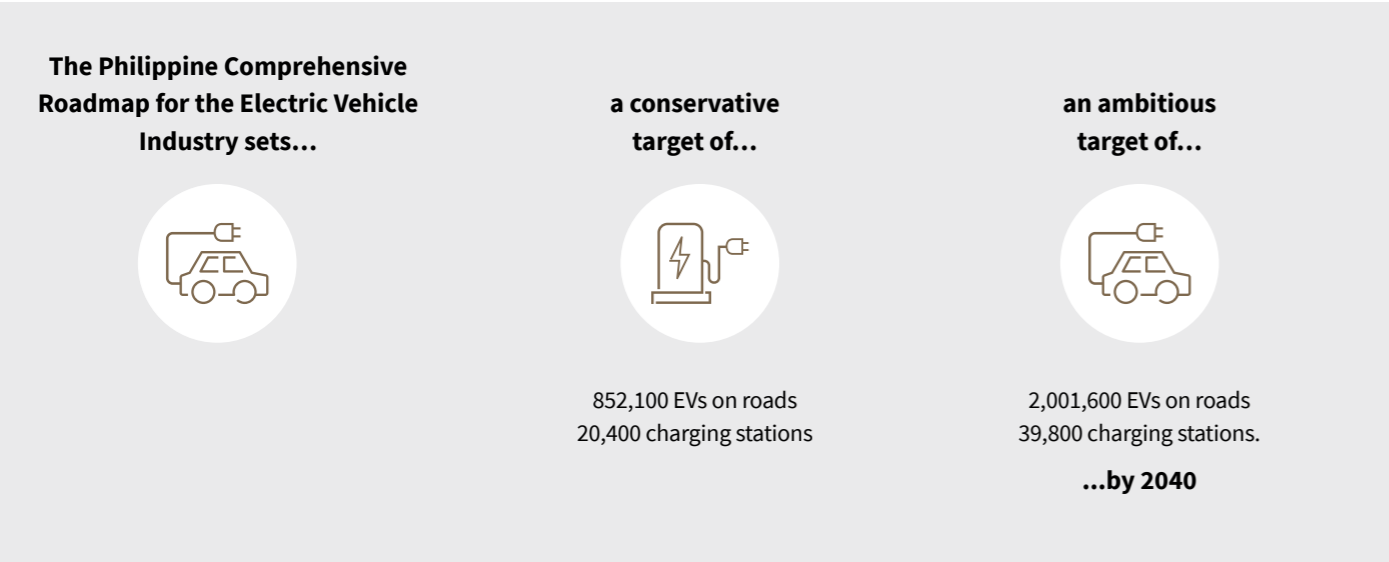 The Philippine Comprehensive
Roadmap for the Electric Vehicle
Industry sets…
a conservative
target of…
852,100 EVs on roads
20,400 charging stations
an ambitious
target of…
2,001,600 EVs on roads
39,800 charging stations.
…by 2040